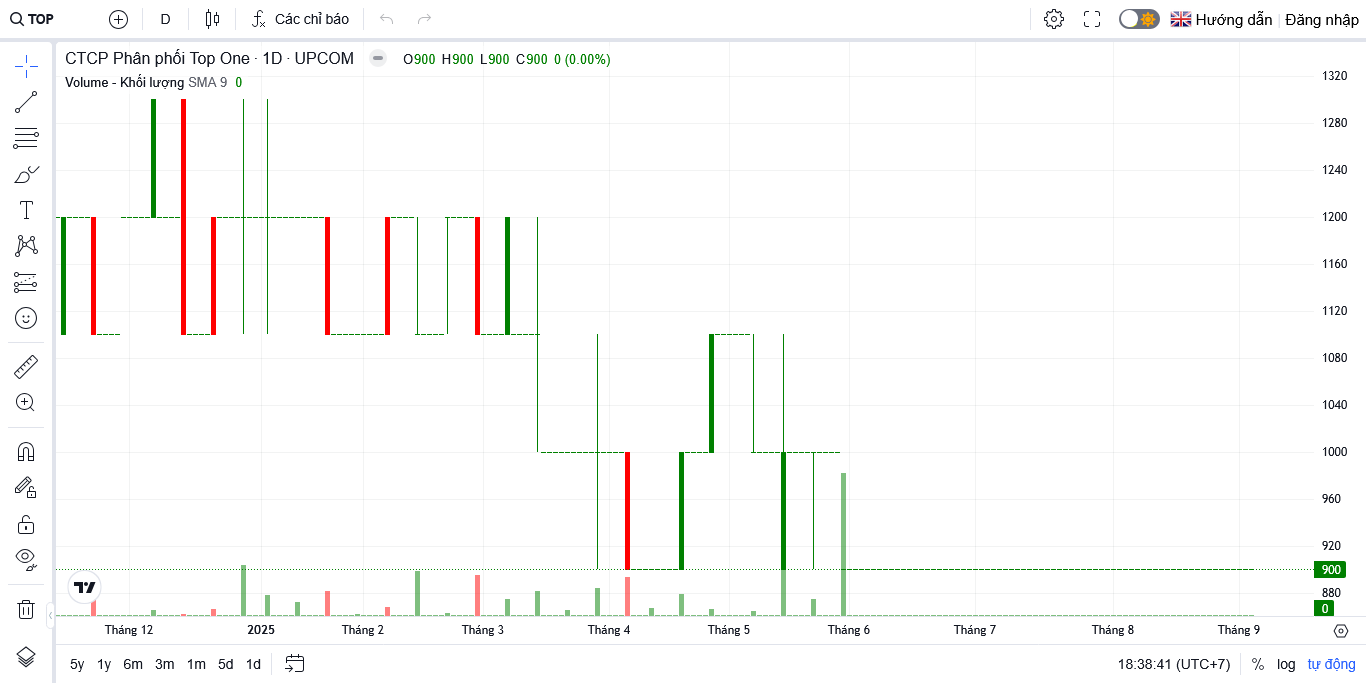 TOP D Các chỉ báo Hướng dẫn Đăng nhập
CTCP Phân phối Top One · 1D · UPCOM O900 H900 L900 C900 0 (0.00%)
Volume - Khối lượng SMA 9 0
1320
1280
1240
1200
1160
1120
1080
1040
1000
960
920
900
880
0
Tháng 12 2025 Tháng 2 Tháng 3 Tháng 4 Tháng 5 Tháng 6 Tháng 7 Tháng 8 Tháng 9
5y 1y 6m 3m 1m 5d 1d 18:38:41 (UTC+7) % log tự động